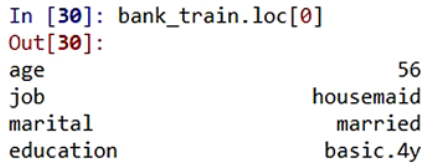 In [30]: bank_train.loc[0]
Out[30]:
age 56
job housemaid
marital married
education basic.4y